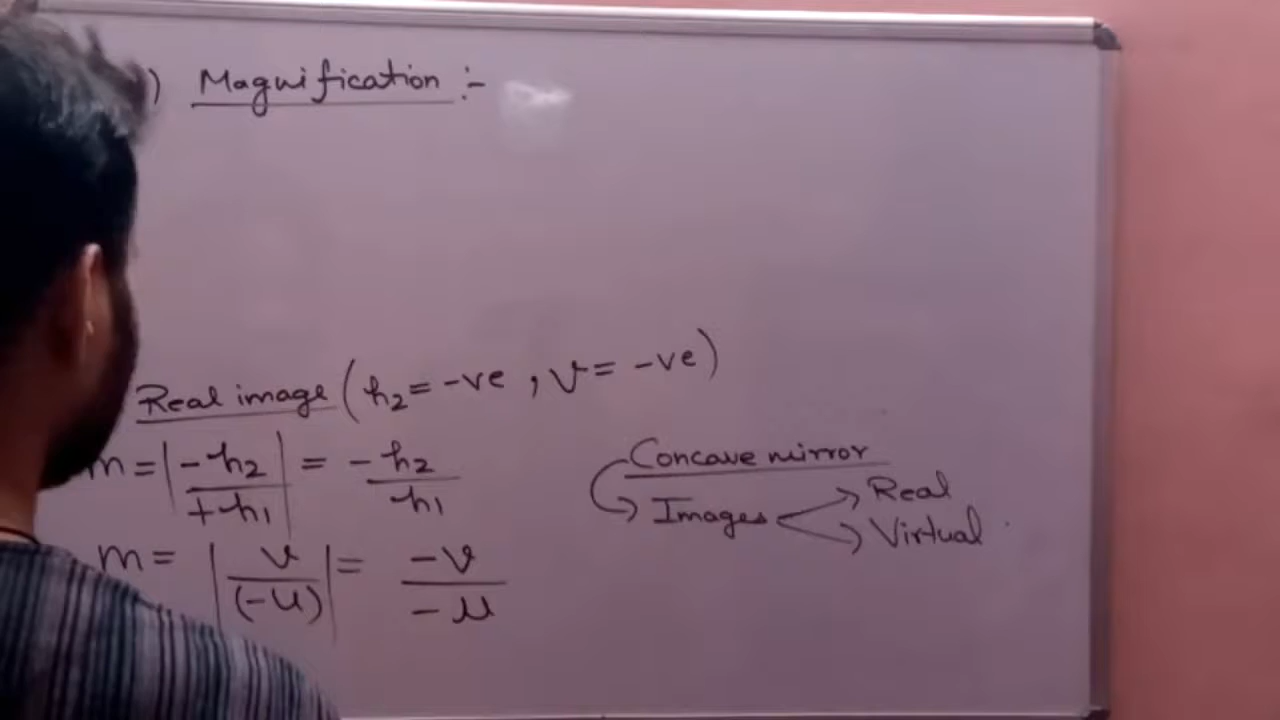 ) Magnification :-
Real image (h₂ = -ve , v = -ve)
m = |-h₂/+h₁| = -h₂/h₁
m = |v/(-u)| = -v/-u
Concave mirror
Images
Real
Virtual